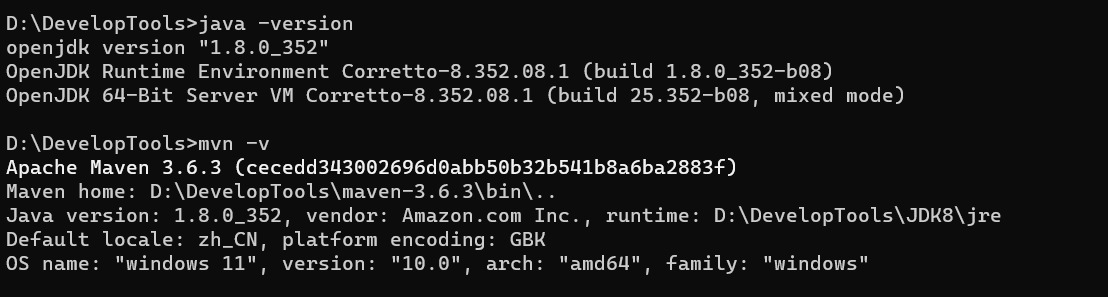 D:\DevelopTools>java -version
openjdk version "1.8.0_352"
OpenJDK Runtime Environment Corretto-8.352.08.1 (build 1.8.0_352-b08)
OpenJDK 64-Bit Server VM Corretto-8.352.08.1 (build 25.352-b08, mixed mode)
D:\DevelopTools>mvn -v
Apache Maven 3.6.3 (cecedd343002696d0abb50b32b541b8a6ba2883f)
Maven home: D:\DevelopTools\maven-3.6.3\bin\..
Java version: 1.8.0_352, vendor: Amazon.com Inc., runtime: D:\DevelopTools\JDK8\jre
Default locale: zh_CN, platform encoding: GBK
OS name: "windows 11", version: "10.0", arch: "amd64", family: "windows"